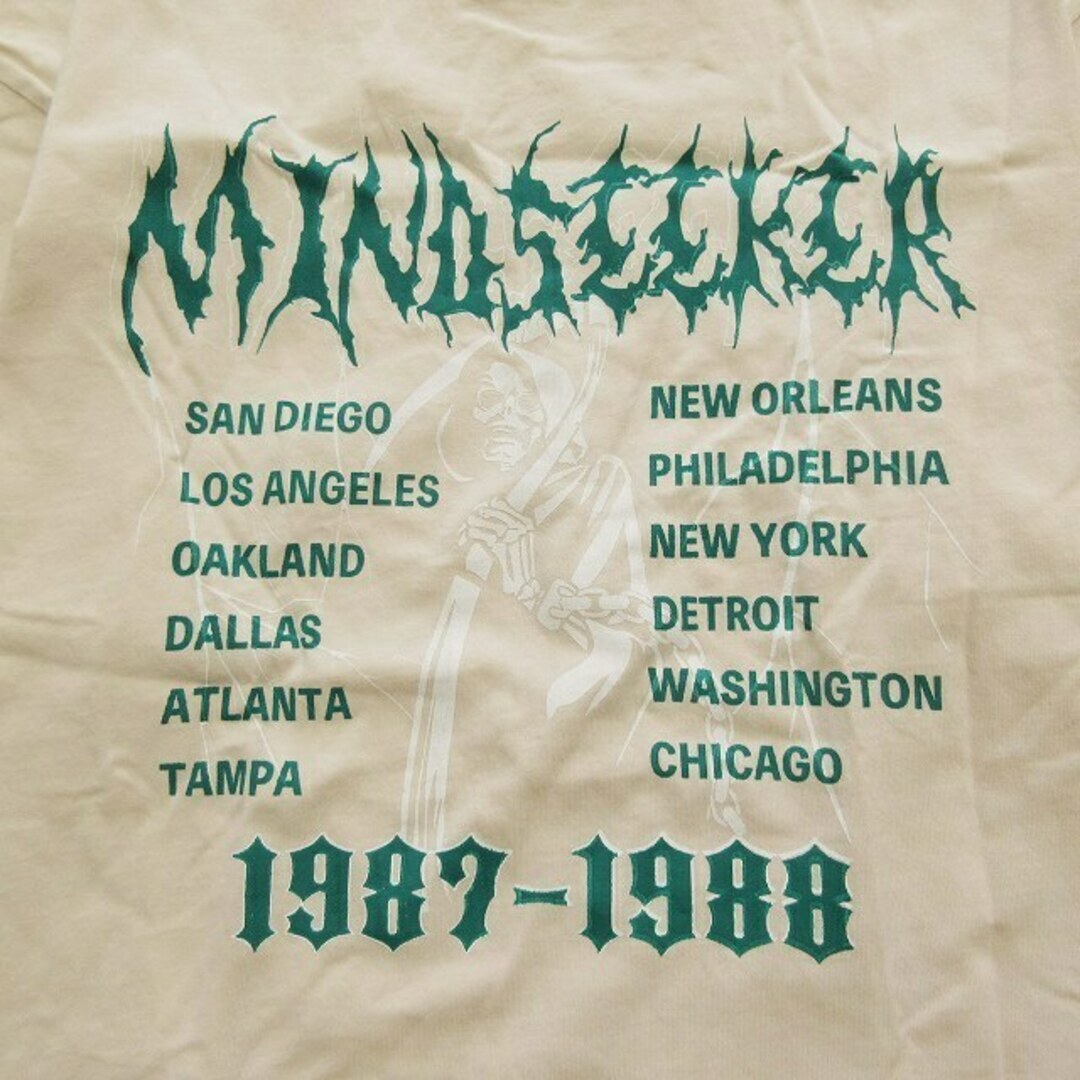 MINDSEEKER
SAN DIEGO
LOS ANGELES
OAKLAND
DALLAS
ATLANTA
TAMPA
NEW ORLEANS
PHILADELPHIA
NEW YORK
DETROIT
WASHINGTON
CHICAGO
1987-1988